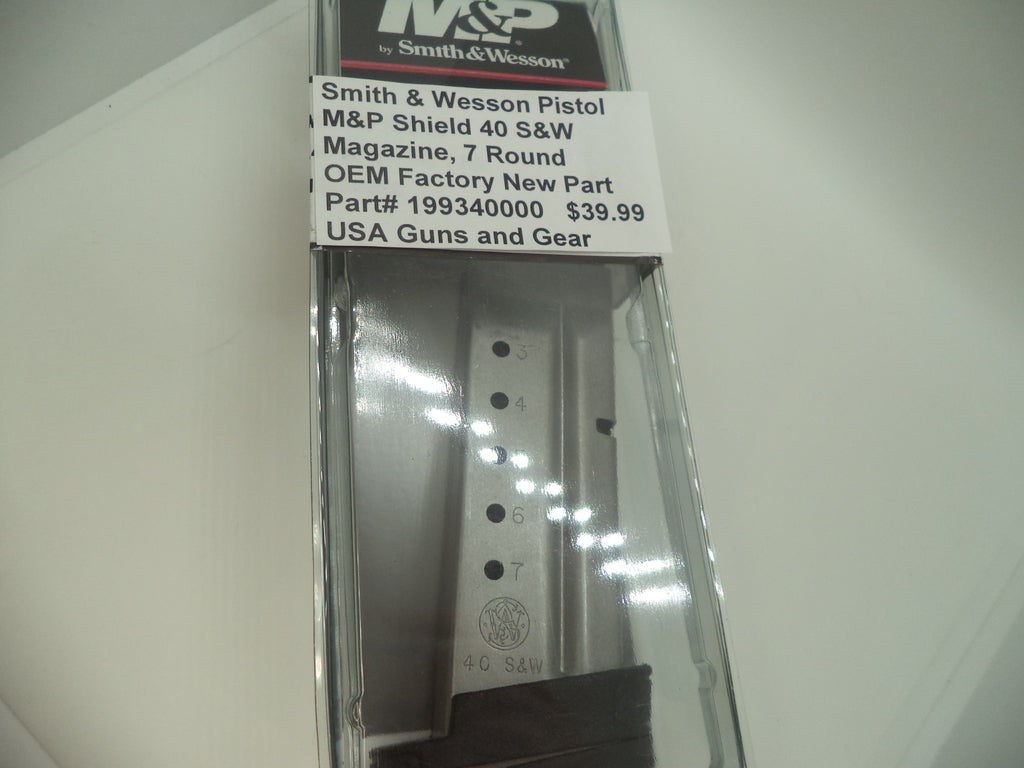 M&P
by Smith & Wesson®
Smith & Wesson Pistol
M&P Shield 40 S&W
Magazine, 7 Round
OEM Factory New Part
Part# 199340000 $39.99
USA Guns and Gear
3
4
6
7
40 S&W